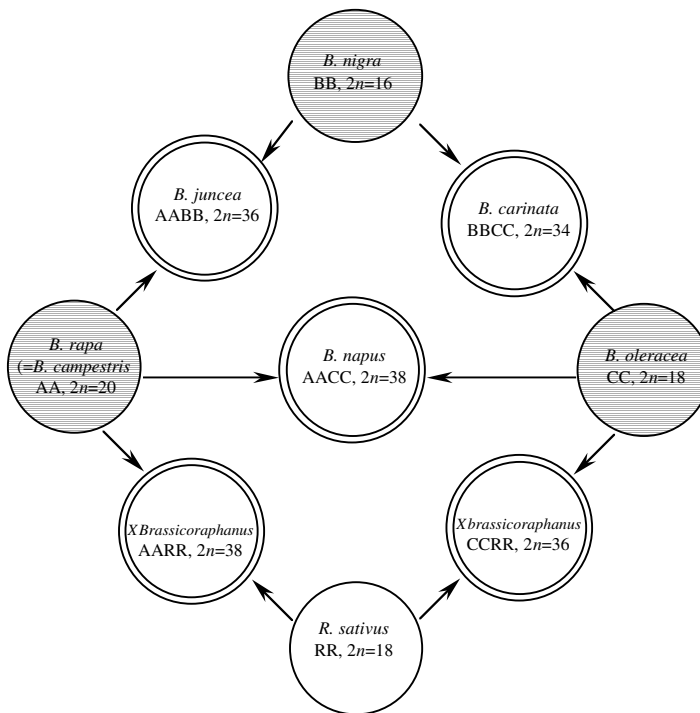 B. nigra
BB, 2n=16
B. juncea
AABB, 2n=36
B. carinata
BBCC, 2n=34
B. rapa
(=B. campestris
AA, 2n=20
B. napus
AACC, 2n=38
B. oleracea
CC, 2n=18
XBrassicoraphanus
AARR, 2n=38
Xbrassicoraphanus
CCRR, 2n=36
R. sativus
RR, 2n=18